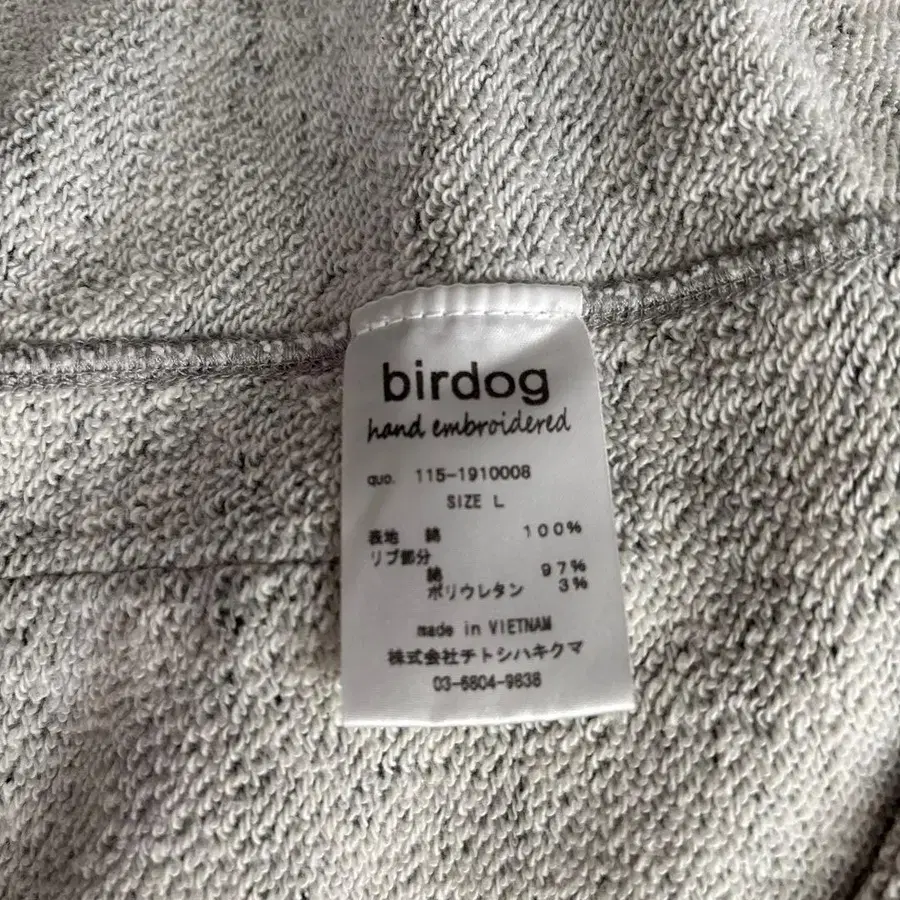 birdog
hand embroidered
quo. 115-1910008
SIZE L
表地 綿 100%
リブ部分
綿 97%
ポリウレタン 3%
made in VIETNAM
株式会社チトシハキクマ
03-6804-9838